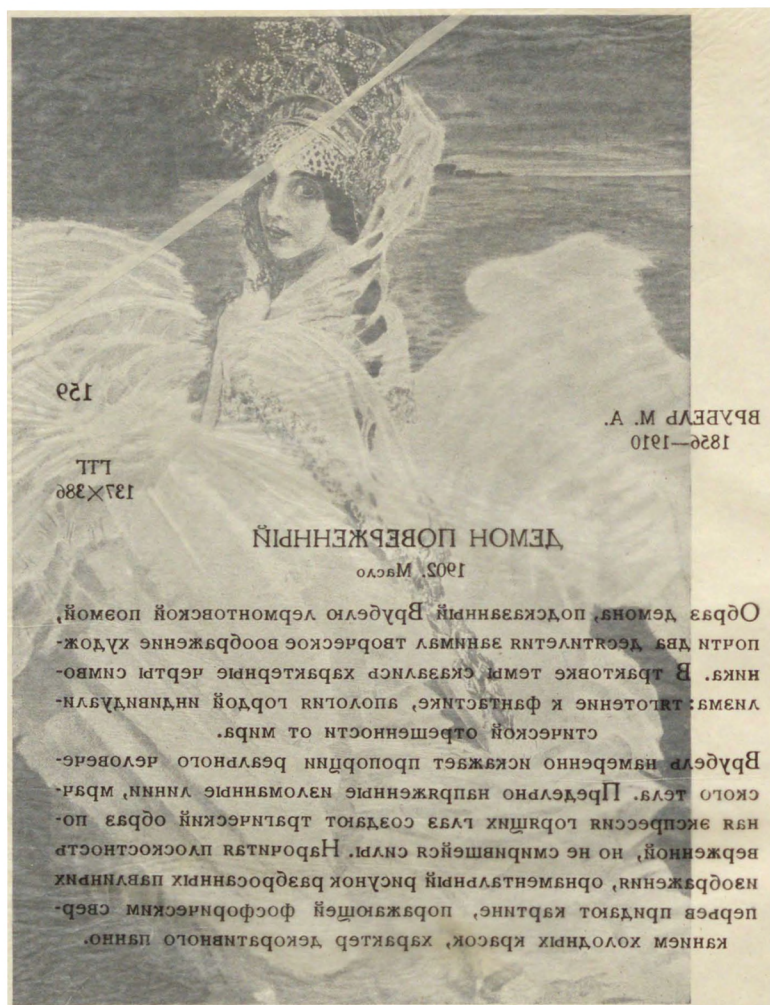 159
ВРУБЕЛЬ М. А.
1856—1910
ГТГ
137×386
ДЕМОН ПОВЕРЖЕННЫЙ
1902. Масло
Образ демона, подсказанный Врубелю лермонтовской поэмой,
почти два десятилетия занимал творческое воображение худож-
ника. В трактовке темы сказались характерные черты симво-
лизма: тяготение к фантастике, апология гордой индивидуали-
стической отрешенности от мира.
Врубель намеренно искажает пропорции реального человече-
ского тела. Предельно напряженные изломанные линии, мрач-
ная экспрессия горящих глаз создают трагический образ по-
верженной, но не смирившейся силы. Нарочитая плоскостность
изображения, орнаментальный рисунок разбросанных павлиньих
перьев придают картине, поражающей фосфорическим свер-
канием холодных красок, характер декоративного панно.